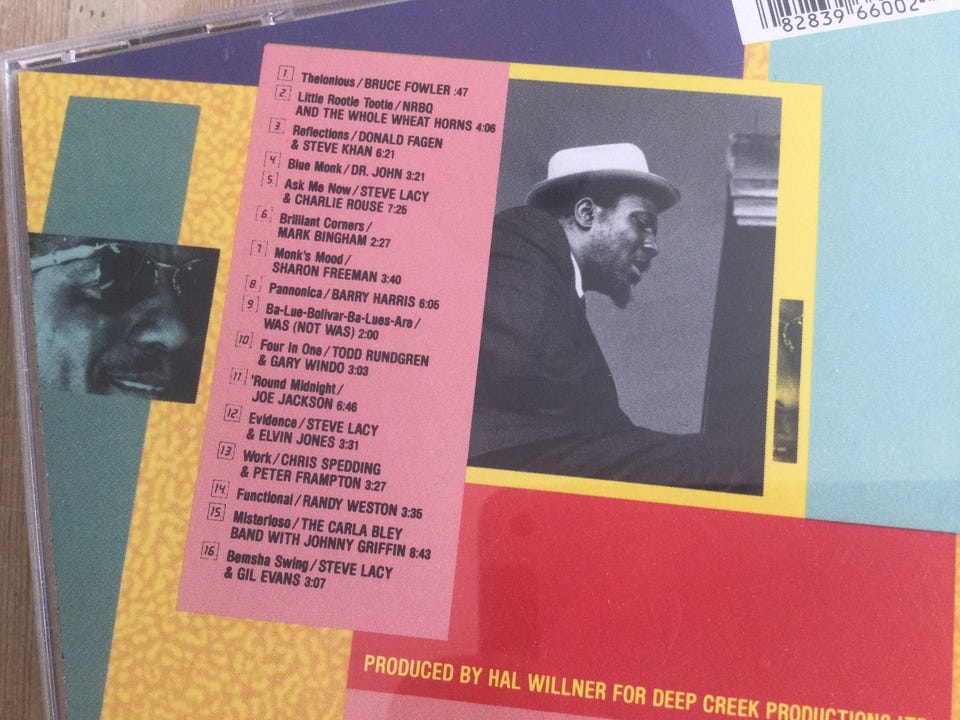 82839 66002
1. Thelonious / BRUCE FOWLER :47
2. Little Rootie Tootie / NRBQ
AND THE WHOLE WHEAT HORNS 4:06
3. Reflections / DONALD FAGEN
& STEVE KHAN 6:21
4. Blue Monk / DR. JOHN 3:21
5. Ask Me Now / STEVE LACY
& CHARLIE ROUSE 7:25
6. Brilliant Corners /
MARK BINGHAM 2:27
7. Monk's Mood /
SHARON FREEMAN 3:40
8. Pannonica / BARRY HARRIS 6:05
9. Ba-Lue-Bolivar-Ba-Lues-Are /
WAS (NOT WAS) 2:00
10. Four In One / TODD RUNDGREN
& GARY WINDO 3:03
11. 'Round Midnight /
JOE JACKSON 6:46
12. Evidence / STEVE LACY
& ELVIN JONES 3:31
13. Work / CHRIS SPEDDING
& PETER FRAMPTON 3:27
14. Functional / RANDY WESTON 3:35
15. Misterioso / THE CARLA BLEY
BAND WITH JOHNNY GRIFFIN 8:43
16. Bemsha Swing / STEVE LACY
& GIL EVANS 3:07
PRODUCED BY HAL WILLNER FOR DEEP CREEK PRODUCTIONS